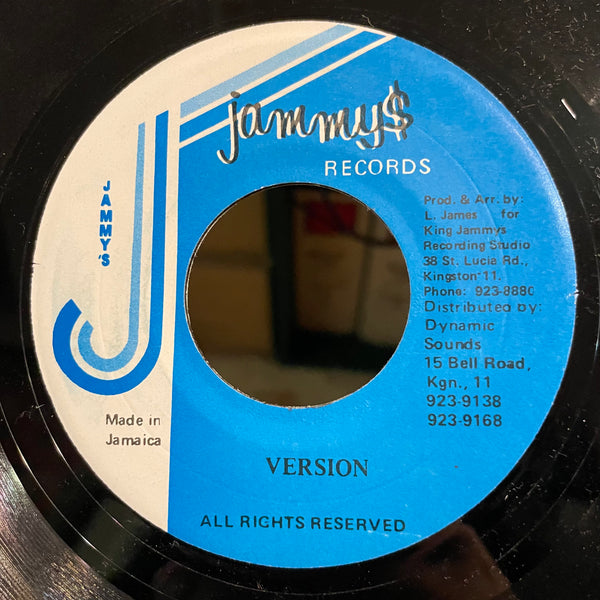 jammy$
RECORDS
JAMMY'S
Prod. & Arr. by:
L. James for
King Jammys
Recording Studio
38 St. Lucia Rd.,
Kingston 11.
Phone: 923-8880
Distributed by:
Dynamic
Sounds
15 Bell Road,
Kgn., 11
923-9138
923-9168
Made in
Jamaica
VERSION
ALL RIGHTS RESERVED